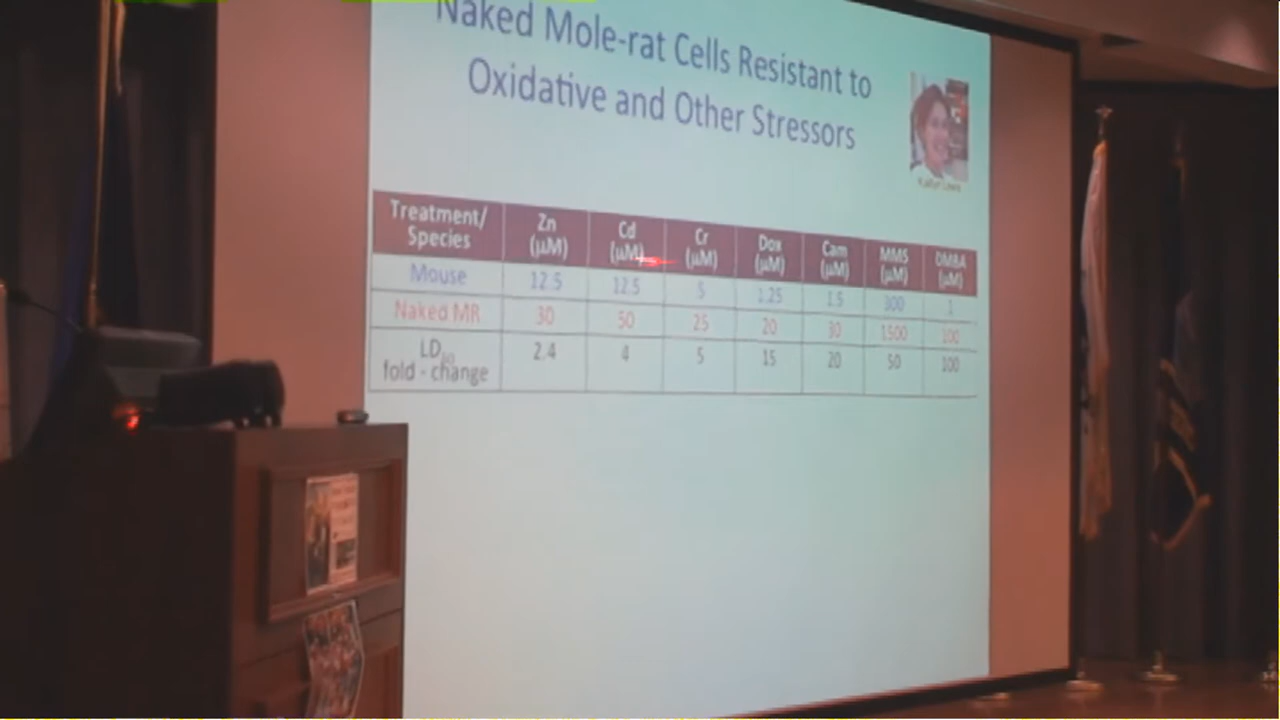 Naked Mole-rat Cells Resistant to
Oxidative and Other Stressors
Treatment/ Species Zn (μM) Cd (μM) Cr (μM) Dox (μM) Cam (μM) MMS (μM) DMBA (μM)
Mouse 12.5 12.5 5 1.25 1.5 300 1
Naked MR 30 50 25 20 30 1500 100
LD50 fold - change 2.4 4 5 15 20 50 100